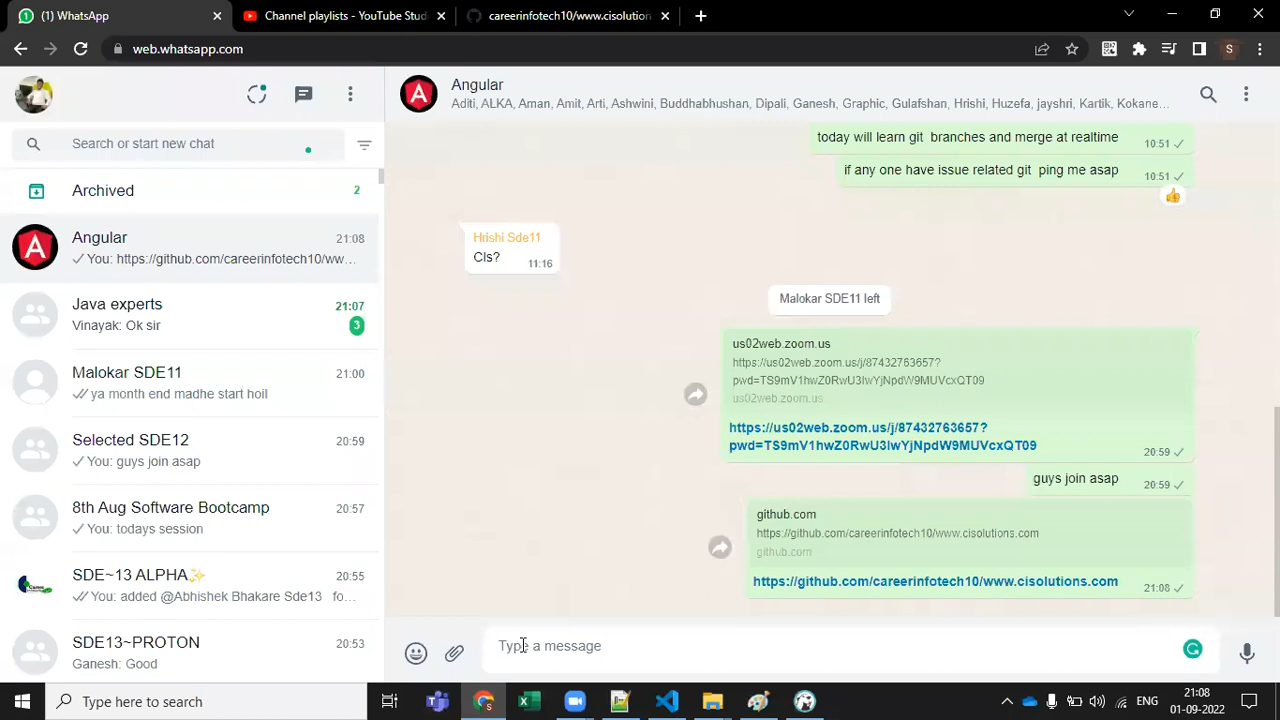 (1) WhatsApp
Channel playlists - YouTube Stu
careerinfotech10/www.cisolution
web.whatsapp.com
S
Angular
Aditi, ALKA, Aman, Amit, Arti, Ashwini, Buddhabhushan, Dipali, Ganesh, Graphic, Gulafshan, Hrishi, Huzefa, jayshri, Kartik, Kokane...
Search or start new chat
Archived
2
Angular
21:08
You: https://github.com/careerinfotech10/ww...
Java experts
21:07
Vinayak: Ok sir
3
Malokar SDE11
21:00
ya month end madhe start hoil
Selected SDE12
20:59
You: guys join asap
8th Aug Software Bootcamp
20:57
You: todays session
SDE~13 ALPHA✨
20:55
You: added @Abhishek Bhakare Sde13 fo...
SDE13~PROTON
20:53
Ganesh: Good
today will learn git branches and merge at realtime
10:51
if any one have issue related git ping me asap
10:51
Hrishi Sde11
Cls?
11:16
Malokar SDE11 left
us02web.zoom.us
https://us02web.zoom.us/j/87432763657?
pwd=TS9mV1hwZ0RwU3lwYjNpdW9MUVcxQT09
us02web.zoom.us
https://us02web.zoom.us/j/87432763657?
pwd=TS9mV1hwZ0RwU3lwYjNpdW9MUVcxQT09
20:59
guys join asap
20:59
github.com
https://github.com/careerinfotech10/www.cisolutions.com
github.com
https://github.com/careerinfotech10/www.cisolutions.com
21:08
Type a message
Type here to search
ENG
21:08
01-09-2022